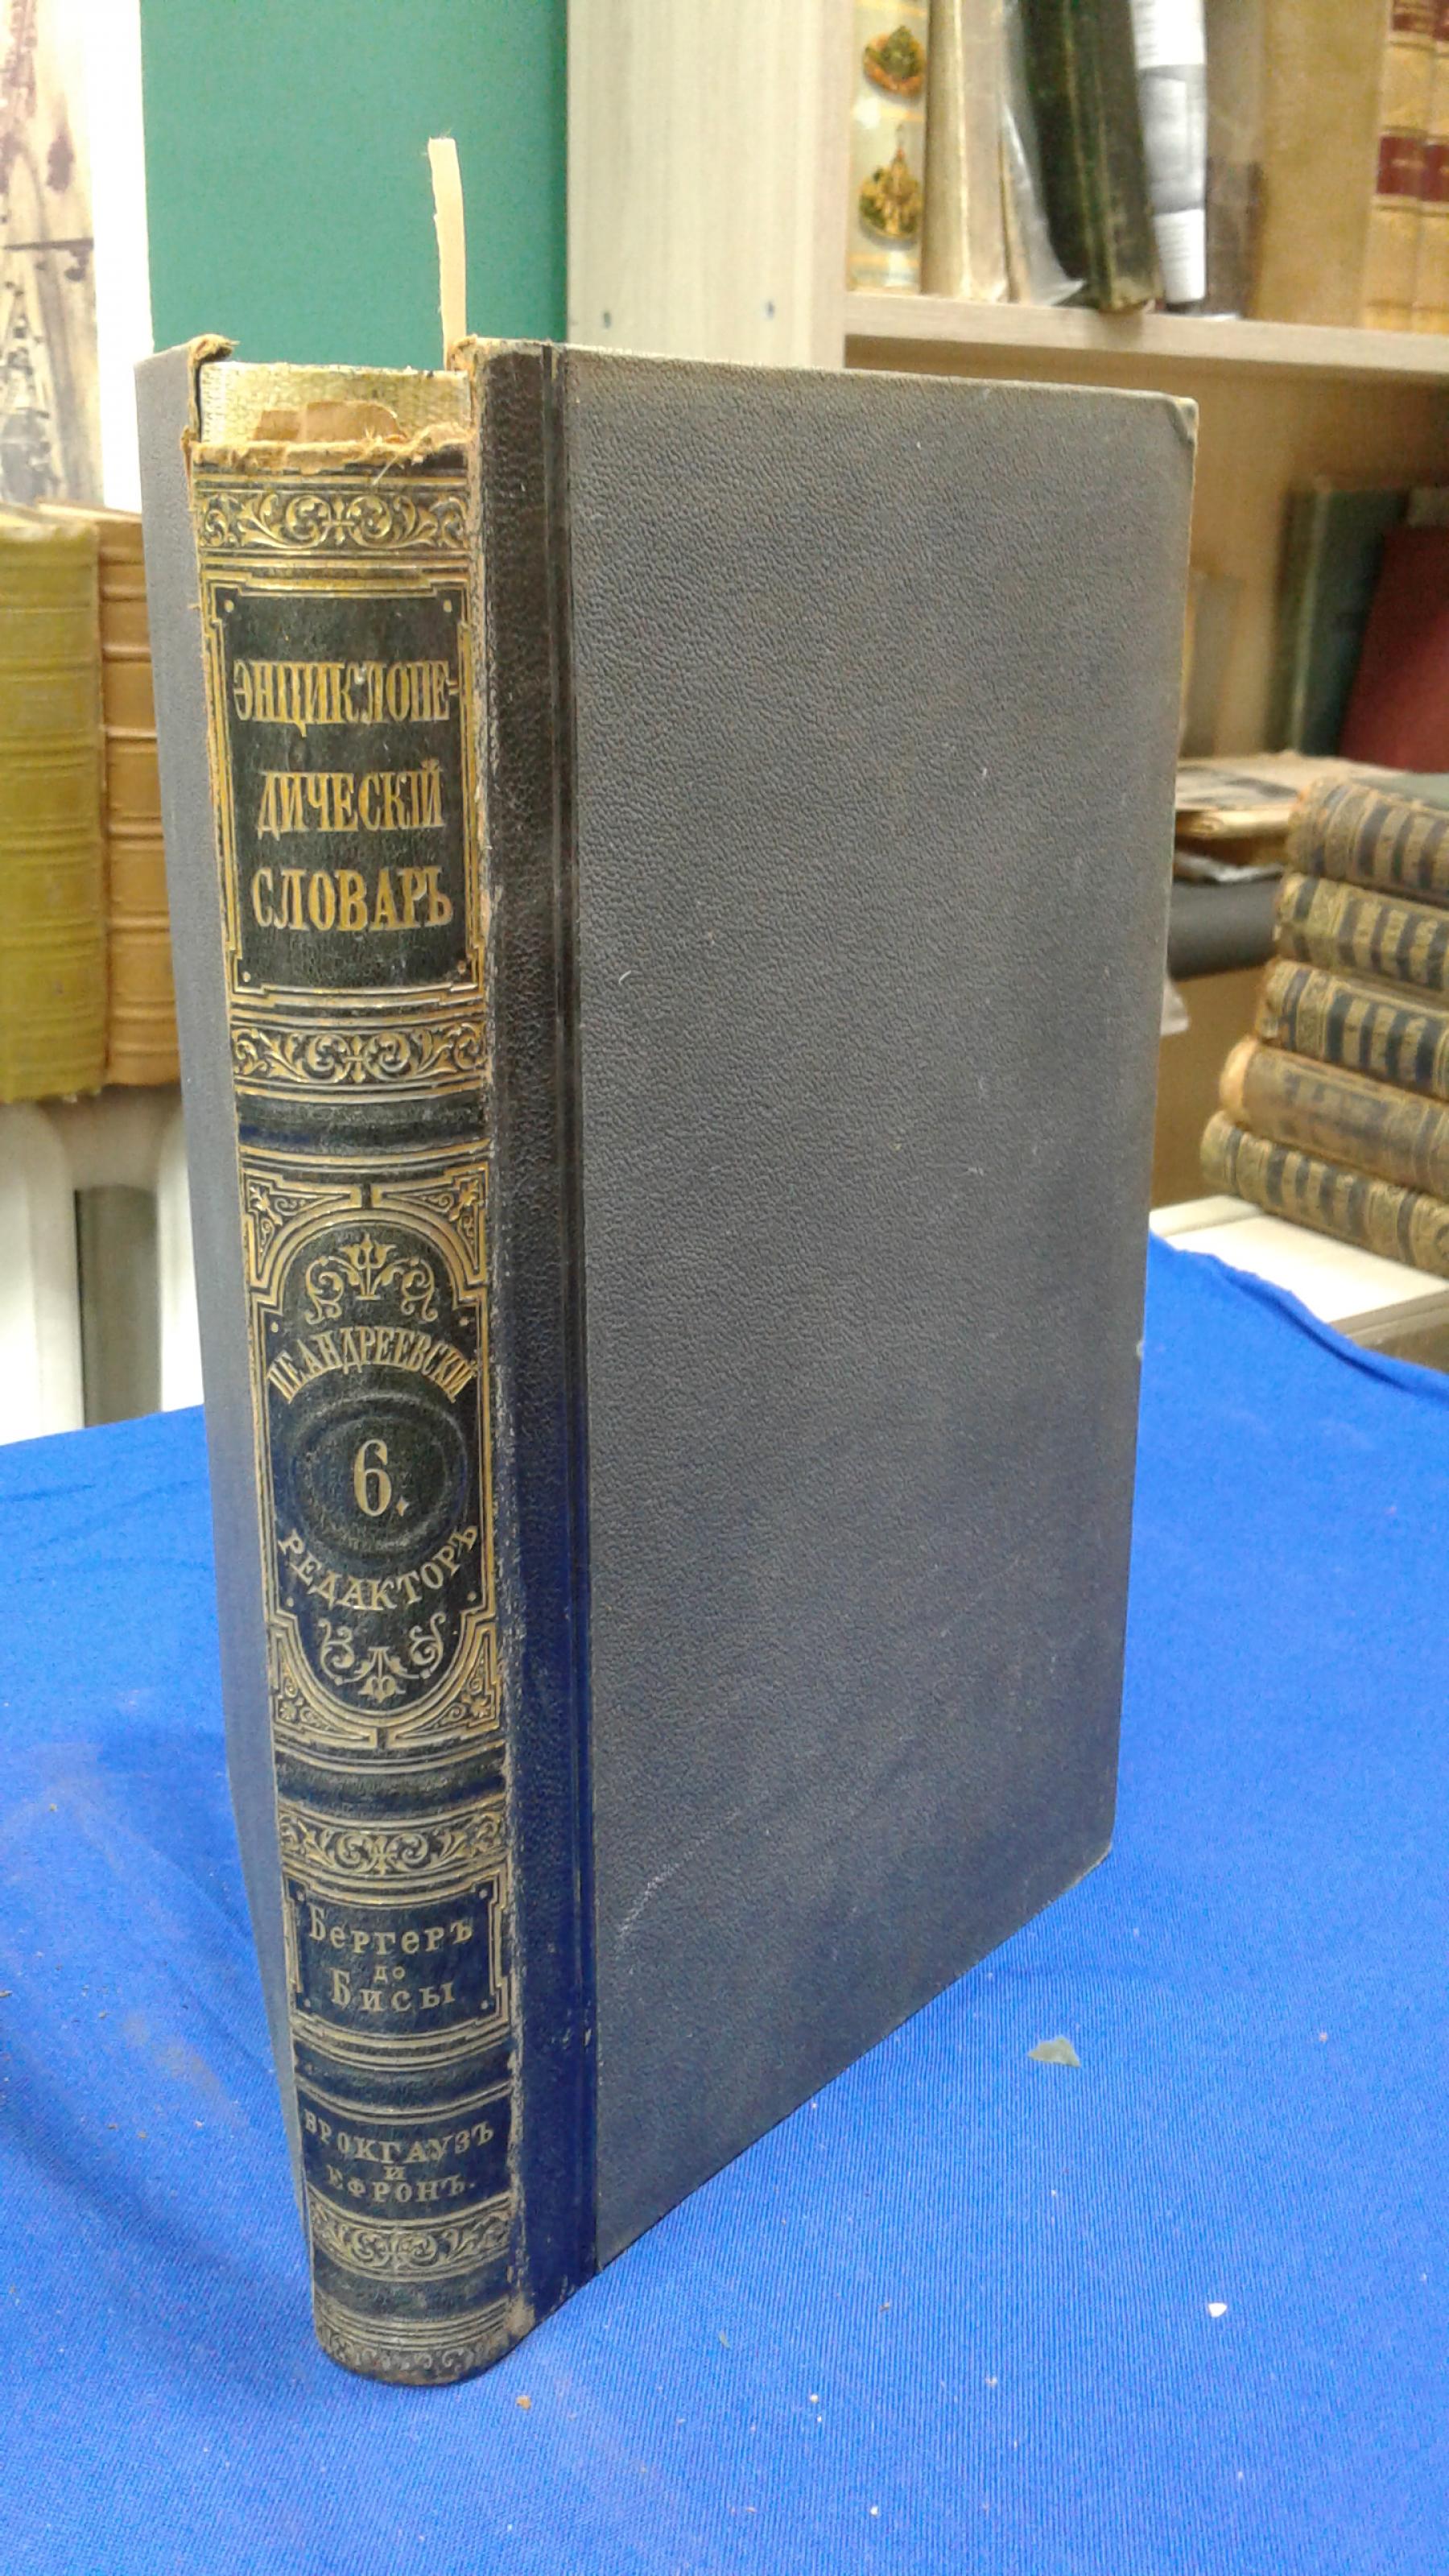 ЭНЦИКЛОПЕ-
ДИЧЕСКІЙ
СЛОВАРЬ
И.Е.АНДРЕЕВСКІЙ
6.
РЕДАКТОРЪ
Бергеръ
до
Бисы
БРОКГАУЗЪ
И
ЕФРОНЪ.